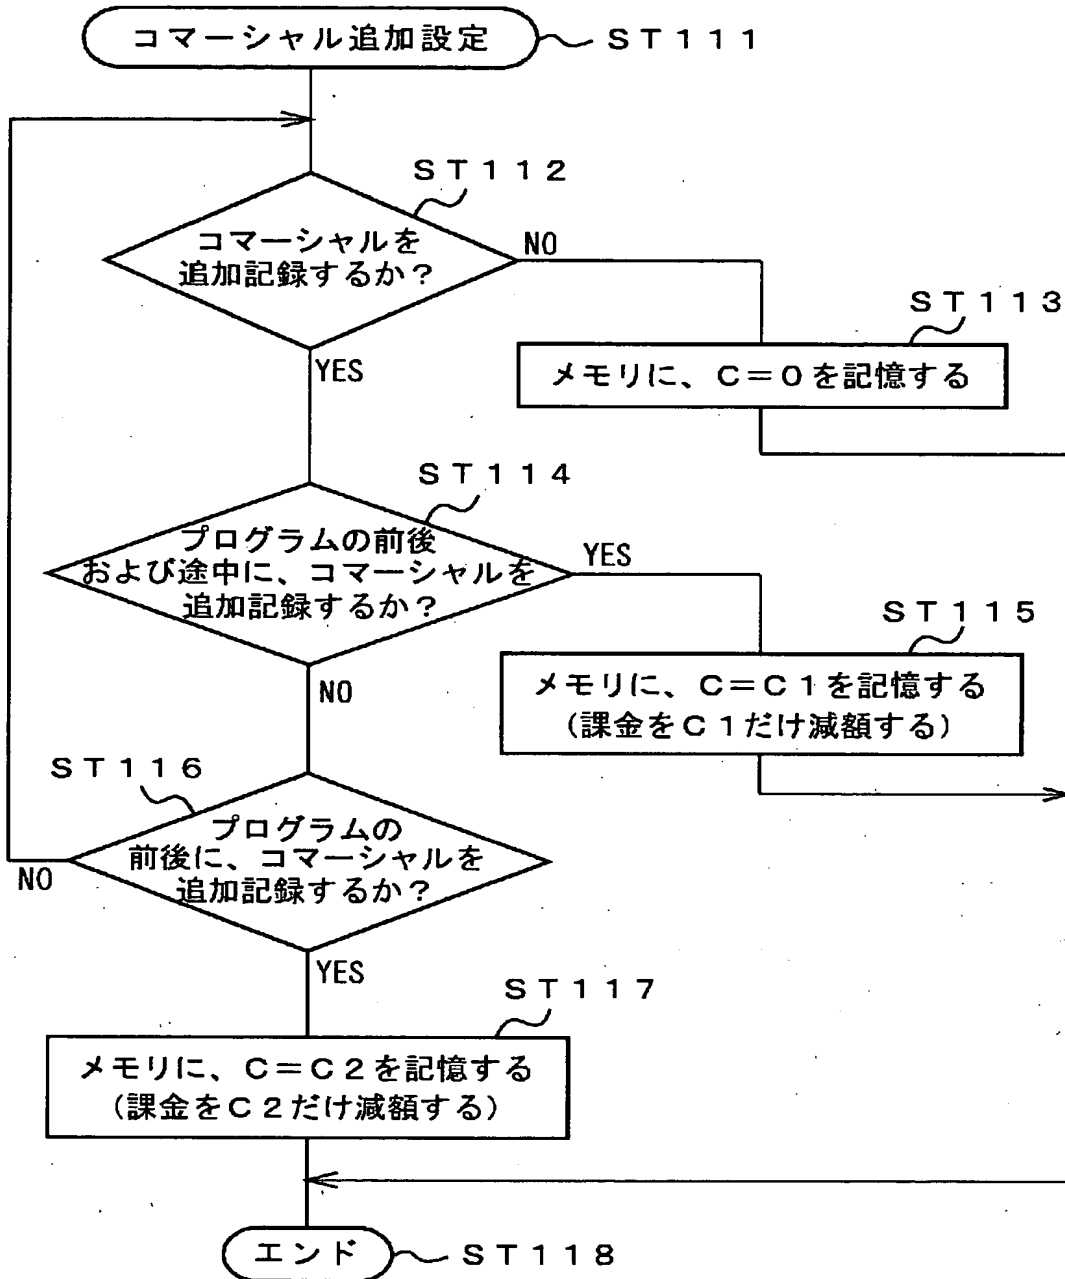 コマーシャル追加設定
ST111
ST112
コマーシャルを
追加記録するか？
NO
YES
ST113
メモリに、C＝0を記憶する
ST114
プログラムの前後
および途中に、コマーシャルを
追加記録するか？
YES
NO
ST115
メモリに、C＝C1を記憶する
（課金をC1だけ減額する）
ST116
プログラムの
前後に、コマーシャルを
追加記録するか？
NO
YES
ST117
メモリに、C＝C2を記憶する
（課金をC2だけ減額する）
エンド
ST118